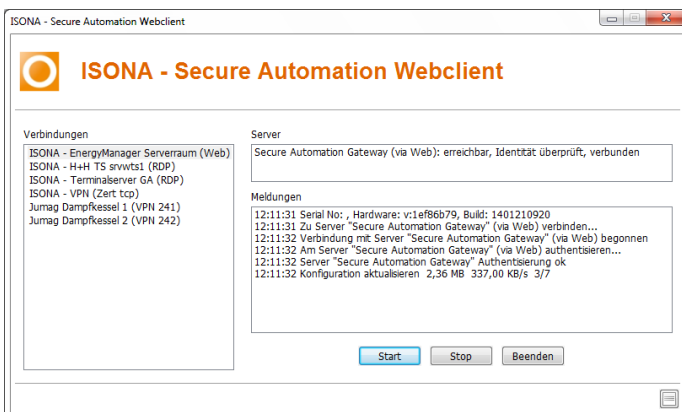 ISONA - Secure Automation Webclient
ISONA - Secure Automation Webclient
Verbindungen
ISONA - EnergyManager Serverraum (Web)
ISONA - H+H TS srvwts1 (RDP)
ISONA - Terminalserver GA (RDP)
ISONA - VPN (Zert tcp)
Jumag Dampfkessel 1 (VPN 241)
Jumag Dampfkessel 2 (VPN 242)
Server
Secure Automation Gateway (via Web): erreichbar, Identität überprüft, verbunden
Meldungen
12:11:31 Serial No: , Hardware: v:1ef86b79, Build: 1401210920
12:11:31 Zu Server "Secure Automation Gateway" (via Web) verbinden...
12:11:32 Verbindung mit Server "Secure Automation Gateway" (via Web) begonnen
12:11:32 Am Server "Secure Automation Gateway" (via Web) authentisieren...
12:11:32 Server "Secure Automation Gateway" Authentisierung ok
12:11:32 Konfiguration aktualisieren 2,36 MB 337,00 KB/s 3/7
Start Stop Beenden